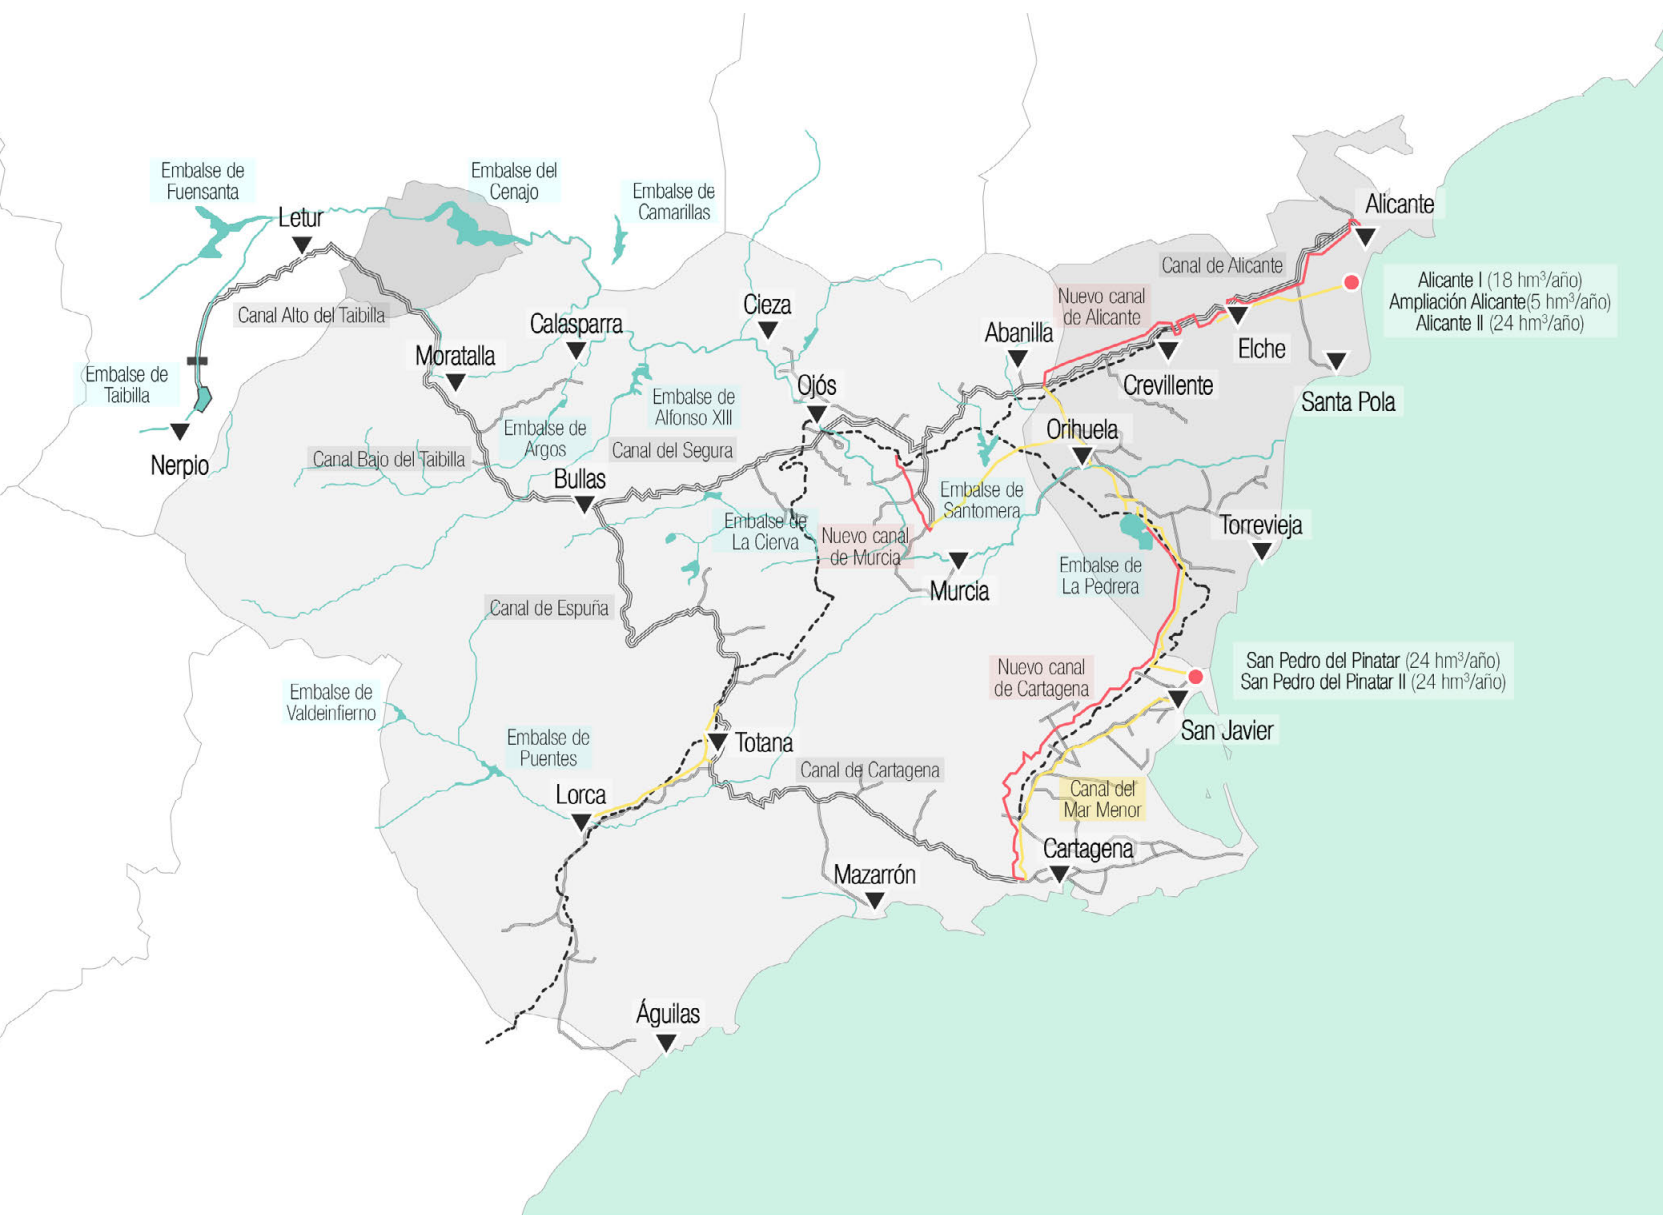 Embalse de
Fuensanta
Embalse del
Cenajo
Embalse de
Camarillas
Letur
Alicante
Canal de Alicante
Alicante I (18 hm³/año)
Ampliación Alicante(5 hm³/año)
Alicante II (24 hm³/año)
Nuevo canal
de Alicante
Cieza
Canal Alto del Taibilla
Calasparra
Abanilla
Elche
Moratalla
Crevillente
Embalse de
Taibilla
Ojós
Embalse de
Alfonso XIII
Santa Pola
Embalse de
Argos
Orihuela
Canal del Segura
Canal Bajo del Taibilla
Nerpio
Bullas
Embalse de
Santomera
Embalse de
La Cierva
Torrevieja
Nuevo canal
de Murcia
Embalse de
La Pedrera
Murcia
Canal de Espuña
San Pedro del Pinatar (24 hm³/año)
San Pedro del Pinatar II (24 hm³/año)
Nuevo canal
de Cartagena
Embalse de
Valdeinfierno
San Javier
Embalse de
Puentes
Totana
Canal de Cartagena
Lorca
Canal del
Mar Menor
Cartagena
Mazarrón
Águilas